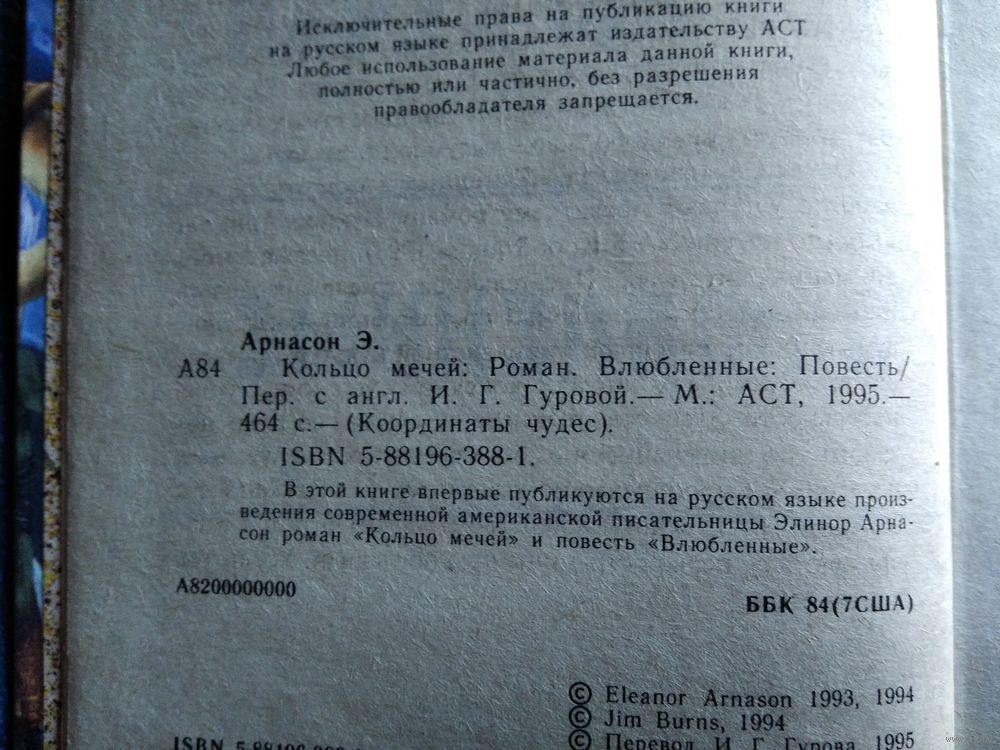 Исключительные права на публикацию книги
на русском языке принадлежат издательству АСТ
Любое использование материала данной книги,
полностью или частично, без разрешения
правообладателя запрещается.
Арнасон Э.
А84 Кольцо мечей: Роман. Влюбленные: Повесть/
Пер. с англ. И. Г. Гуровой.— М.: АСТ, 1995.—
464 с.— (Координаты чудес).
ISBN 5-88196-388-1.
В этой книге впервые публикуются на русском языке произ-
ведения современной американской писательницы Элинор Арна-
сон роман «Кольцо мечей» и повесть «Влюбленные».
А8200000000
ББК 84(7США)
© Eleanor Arnason 1993, 1994
© Jim Burns, 1994
© Перевод И. Г. Гурова 1995
ISBN 5-88196